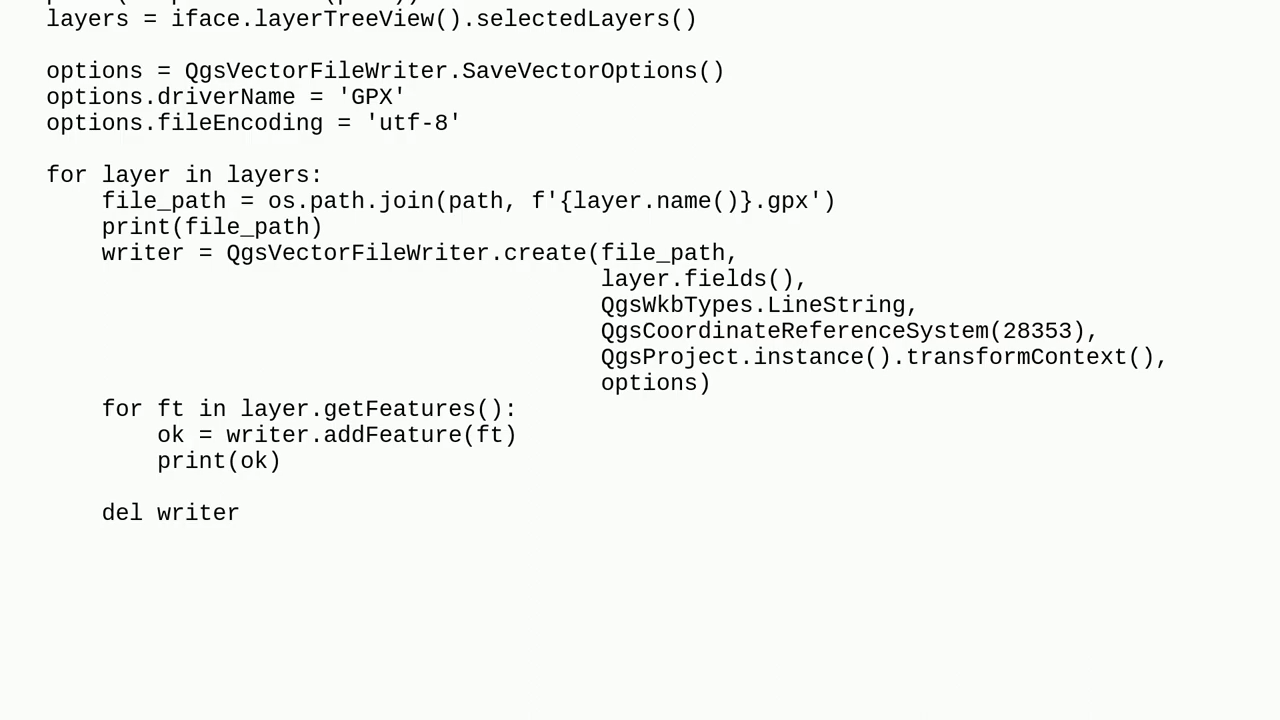 layers = iface.layerTreeView().selectedLayers()
options = QgsVectorFileWriter.SaveVectorOptions()
options.driverName = 'GPX'
options.fileEncoding = 'utf-8'
for layer in layers:
    file_path = os.path.join(path, f'{layer.name()}.gpx')
    print(file_path)
    writer = QgsVectorFileWriter.create(file_path,
                                        layer.fields(),
                                        QgsWkbTypes.LineString,
                                        QgsCoordinateReferenceSystem(28353),
                                        QgsProject.instance().transformContext(),
                                        options)
    for ft in layer.getFeatures():
        ok = writer.addFeature(ft)
        print(ok)
    del writer